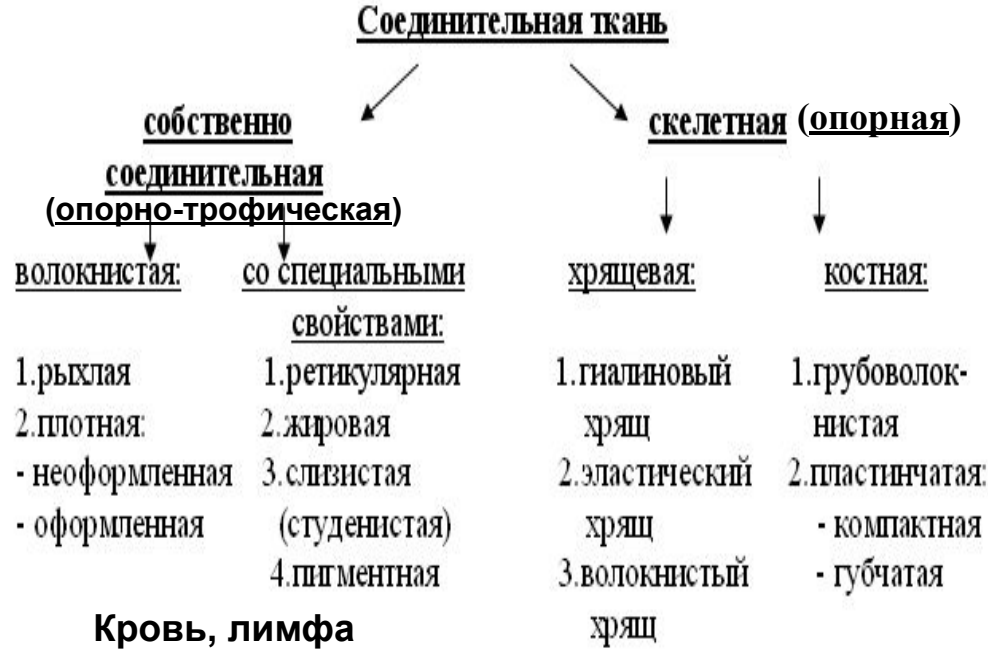 Соединительная ткань
собственно
соединительная
(опорно-трофическая)
скелетная (опорная)
волокнистая:
1.рыхлая
2.плотная:
- неоформленная
- оформленная
со специальными
свойствами:
1.ретикулярная
2.жировая
3.слизистая
(студенистая)
4.пигментная
Кровь, лимфа
хрящевая:
1.гиалиновый
хрящ
2.эластический
хрящ
3.волокнистый
хрящ
костная:
1.грубоволок-
нистая
2.пластинчатая:
- компактная
- губчатая